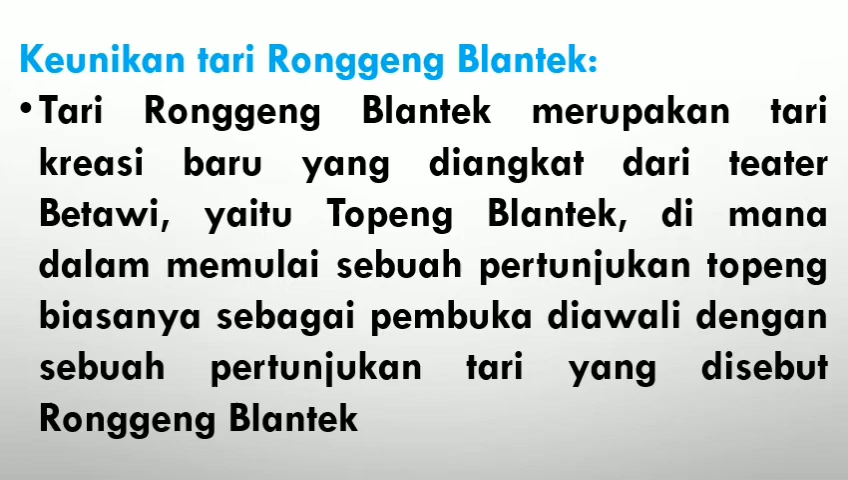 Keunikan tari Ronggeng Blantek:
• Tari Ronggeng Blantek merupakan tari
kreasi baru yang diangkat dari teater
Betawi, yaitu Topeng Blantek, di mana
dalam memulai sebuah pertunjukan topeng
biasanya sebagai pembuka diawali dengan
sebuah pertunjukan tari yang disebut
Ronggeng Blantek